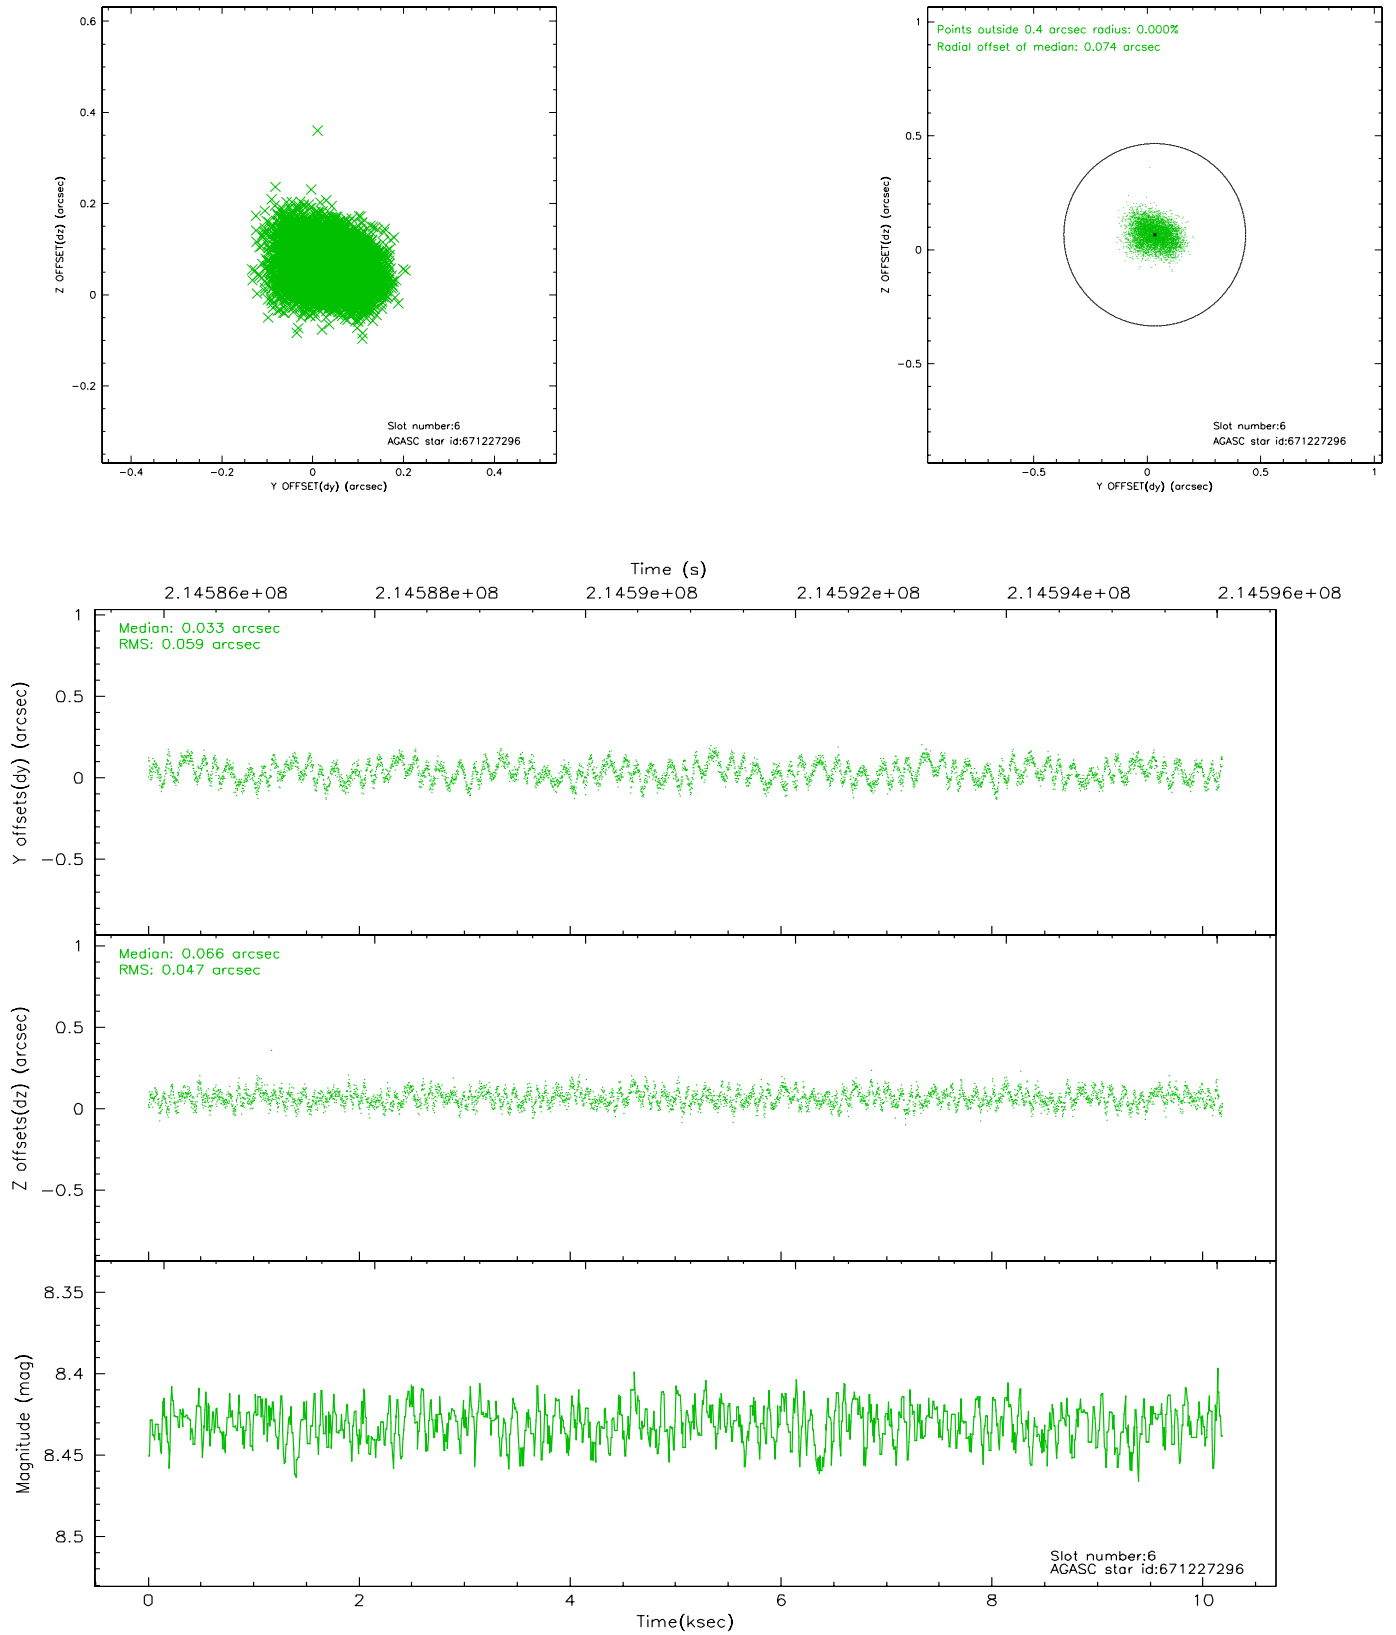 0.6
0.4
0.2
0
−0.2
Z OFFSET(dz) (arcsec)
Slot number:6
AGASC star id:671227296
−0.4 −0.2 0 0.2 0.4
Y OFFSET(dy) (arcsec)
Points outside 0.4 arcsec radius: 0.000%
Radial offset of median: 0.074 arcsec
1
0.5
0
−0.5
Z OFFSET(dz) (arcsec)
Slot number:6
AGASC star id:671227296
−0.5 0 0.5 1
Y OFFSET(dy) (arcsec)
Time (s)
2.14586e+08 2.14588e+08 2.1459e+08 2.14592e+08 2.14594e+08 2.14596e+08
Median: 0.033 arcsec
RMS: 0.059 arcsec
1
0.5
0
−0.5
Y offsets(dy) (arcsec)
Median: 0.066 arcsec
RMS: 0.047 arcsec
1
0.5
0
−0.5
Z offsets(dz) (arcsec)
8.35
8.4
8.45
8.5
Magnitude (mag)
Slot number:6
AGASC star id:671227296
0 2 4 6 8 10
Time(ksec)